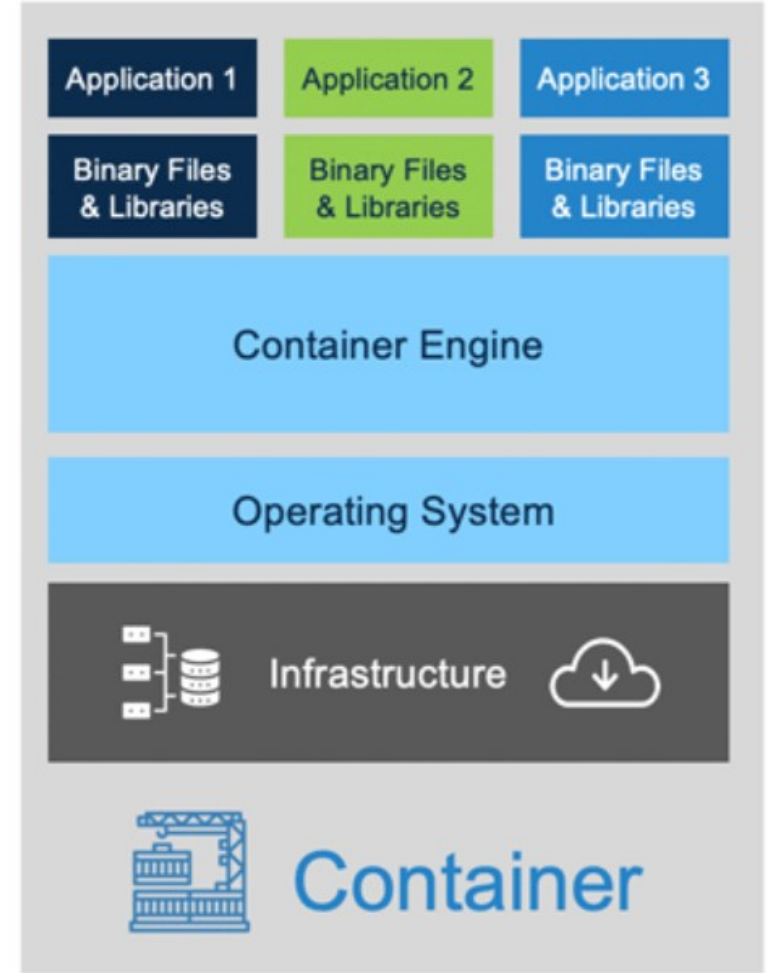 Application 1
Application 2
Application 3
Binary Files
& Libraries
Binary Files
& Libraries
Binary Files
& Libraries
Container Engine
Operating System
Infrastructure
Container